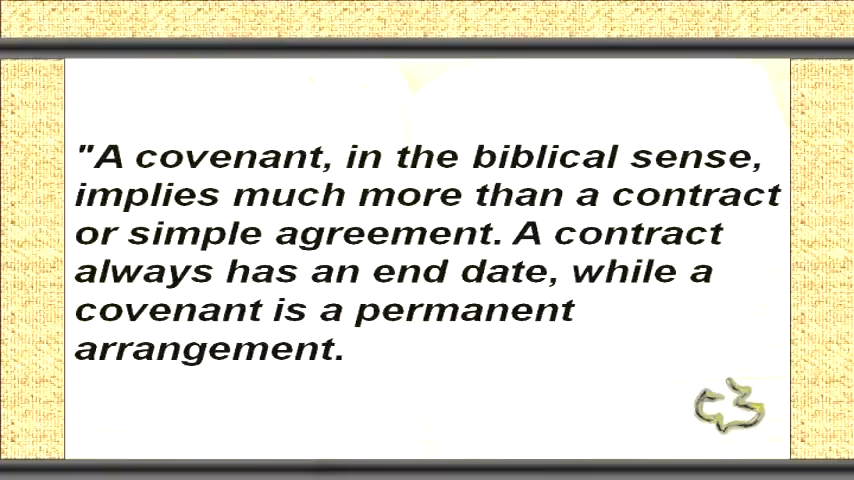 "A covenant, in the biblical sense,
implies much more than a contract
or simple agreement. A contract
always has an end date, while a
covenant is a permanent
arrangement.